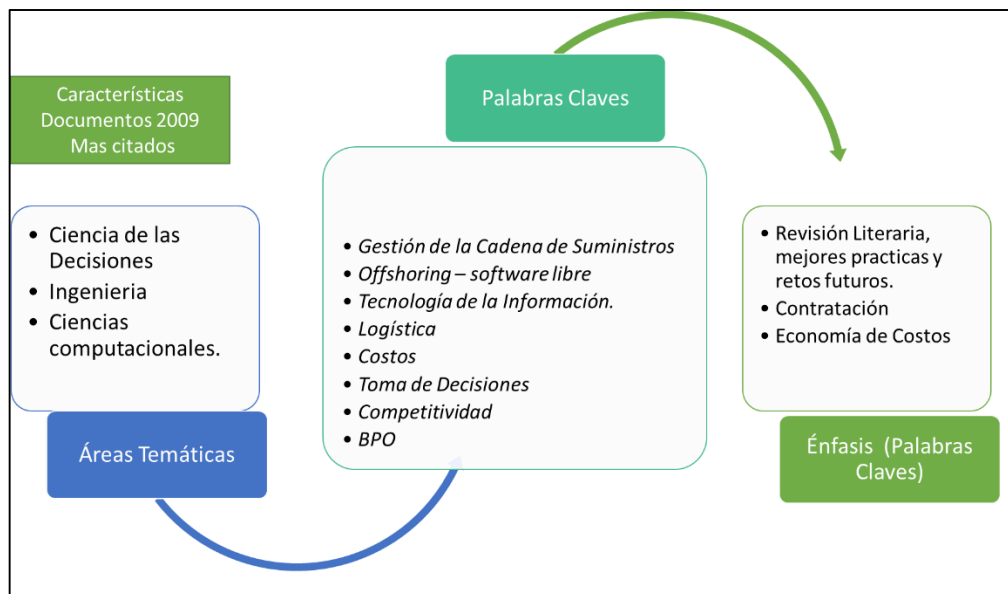 Característícas
Documentos 2009
Mas citados
• Ciencia de las
Decisiones
• Ingenieria
• Ciencias
computacionales.
Áreas Temáticas
Palabras Claves
• Gestión de la Cadena de Suministros
• Offshoring – software libre
• Tecnología de la Información.
• Logística
• Costos
• Toma de Decisiones
• Competitividad
• BPO
• Revisión Literaria,
mejores practicas y
retos futuros.
• Contratación
• Economía de Costos
Énfasis (Palabras
Claves)